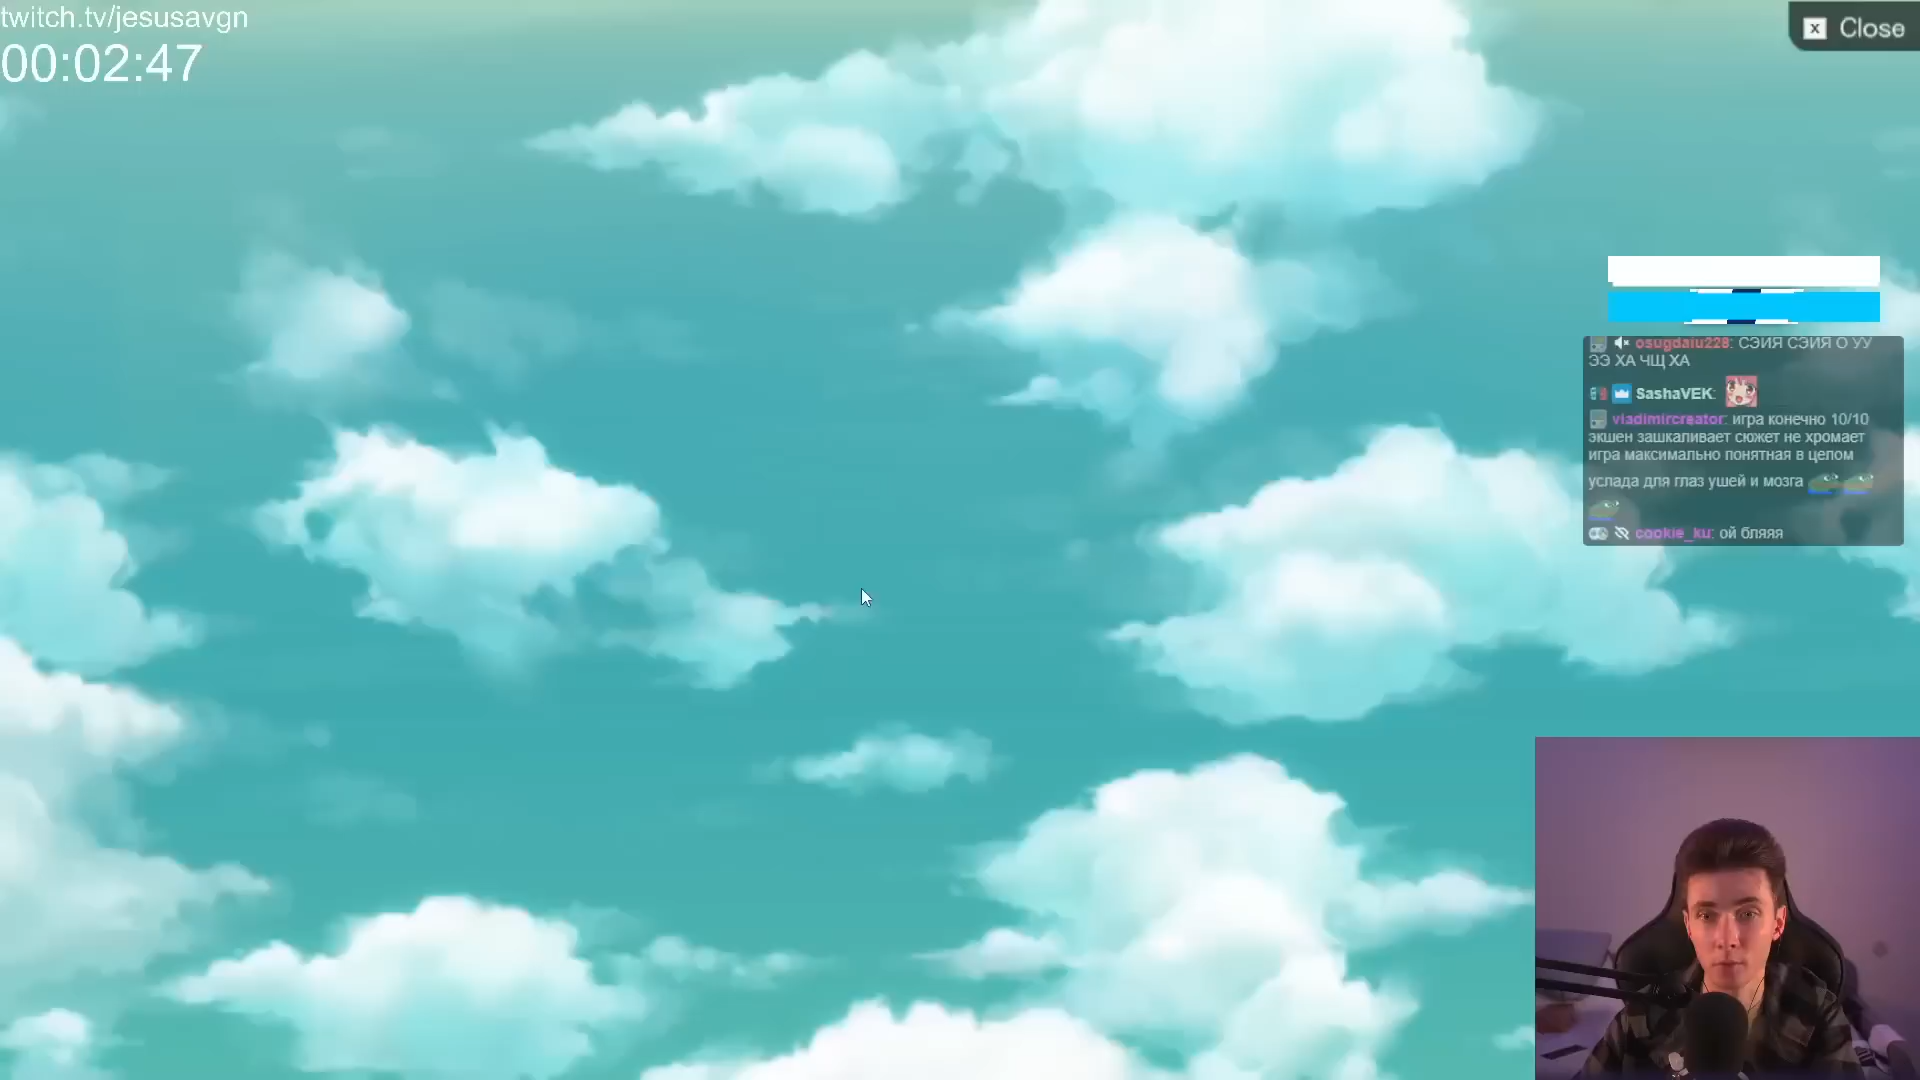 twitch.tv/jesusavgn
00:02:47
x Close
osugdaiu228: СЭИЯ СЭИЯ О УУ
ЭЭ ХА ЧЩ ХА
SashaVEK:
vladimircreator: игра конечно 10/10
экшен зашкаливает сюжет не хромает
игра максимально понятная в целом
услада для глаз ушей и мозга
cookie_ku: ой бляяя